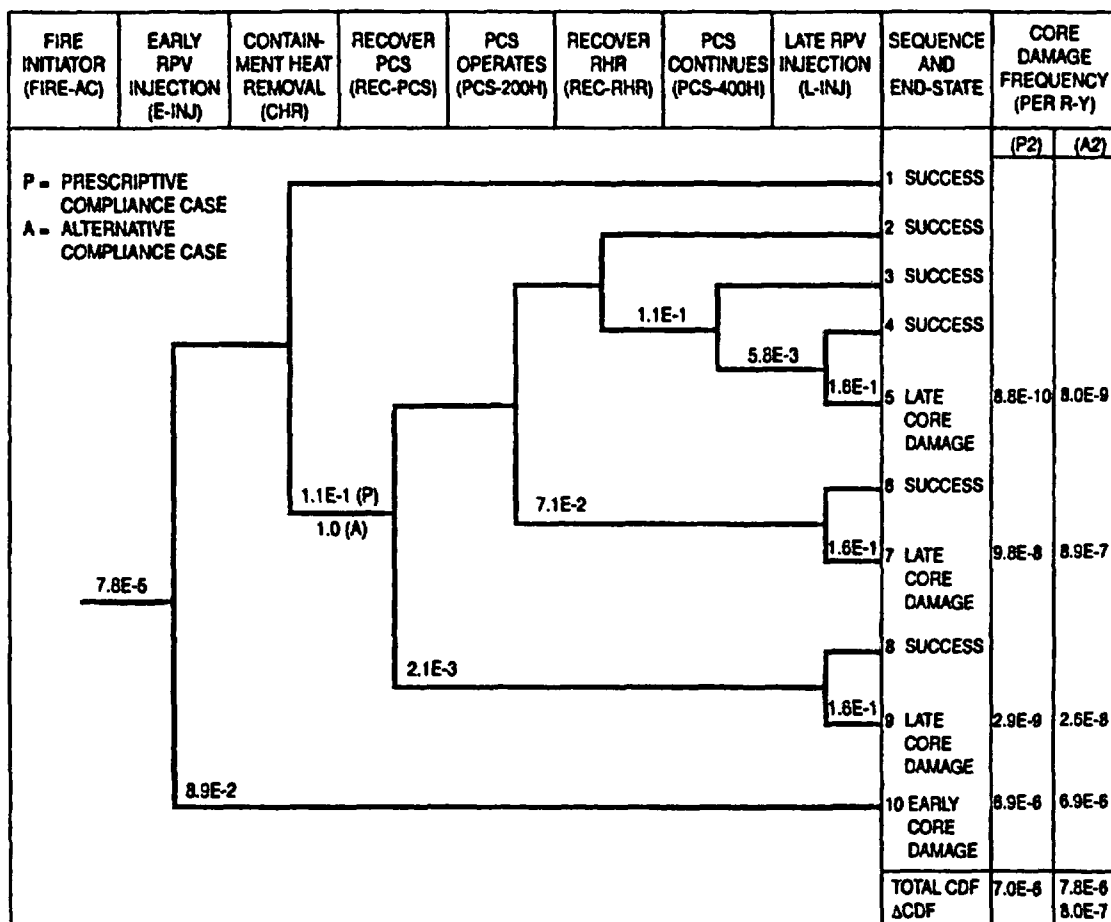 FIRE
INITIATOR
(FIRE-AC)
EARLY
RPV
INJECTION
(E-INJ)
CONTAIN-
MENT HEAT
REMOVAL
(CHR)
RECOVER
PCS
(REC-PCS)
PCS
OPERATES
(PCS-200H)
RECOVER
RHR
(REC-RHR)
PCS
CONTINUES
(PCS-400H)
LATE RPV
INJECTION
(L-INJ)
SEQUENCE
AND
END-STATE
CORE
DAMAGE
FREQUENCY
(PER R-Y)
(P2) (A2)
P = PRESCRIPTIVE
COMPLIANCE CASE
A = ALTERNATIVE
COMPLIANCE CASE
1 SUCCESS
2 SUCCESS
3 SUCCESS
1.1E-1
4 SUCCESS
5.8E-3
1.6E-1
5 LATE
CORE
DAMAGE
8.8E-10 8.0E-9
6 SUCCESS
1.1E-1 (P)
1.0 (A)
7.1E-2
1.6E-1
7 LATE
CORE
DAMAGE
9.8E-8 8.9E-7
7.8E-5
8 SUCCESS
2.1E-3
1.6E-1
9 LATE
CORE
DAMAGE
2.9E-9 2.6E-8
8.9E-2
10 EARLY
CORE
DAMAGE
6.9E-6 6.9E-6
TOTAL CDF 7.0E-6 7.8E-6
ΔCDF 8.0E-7